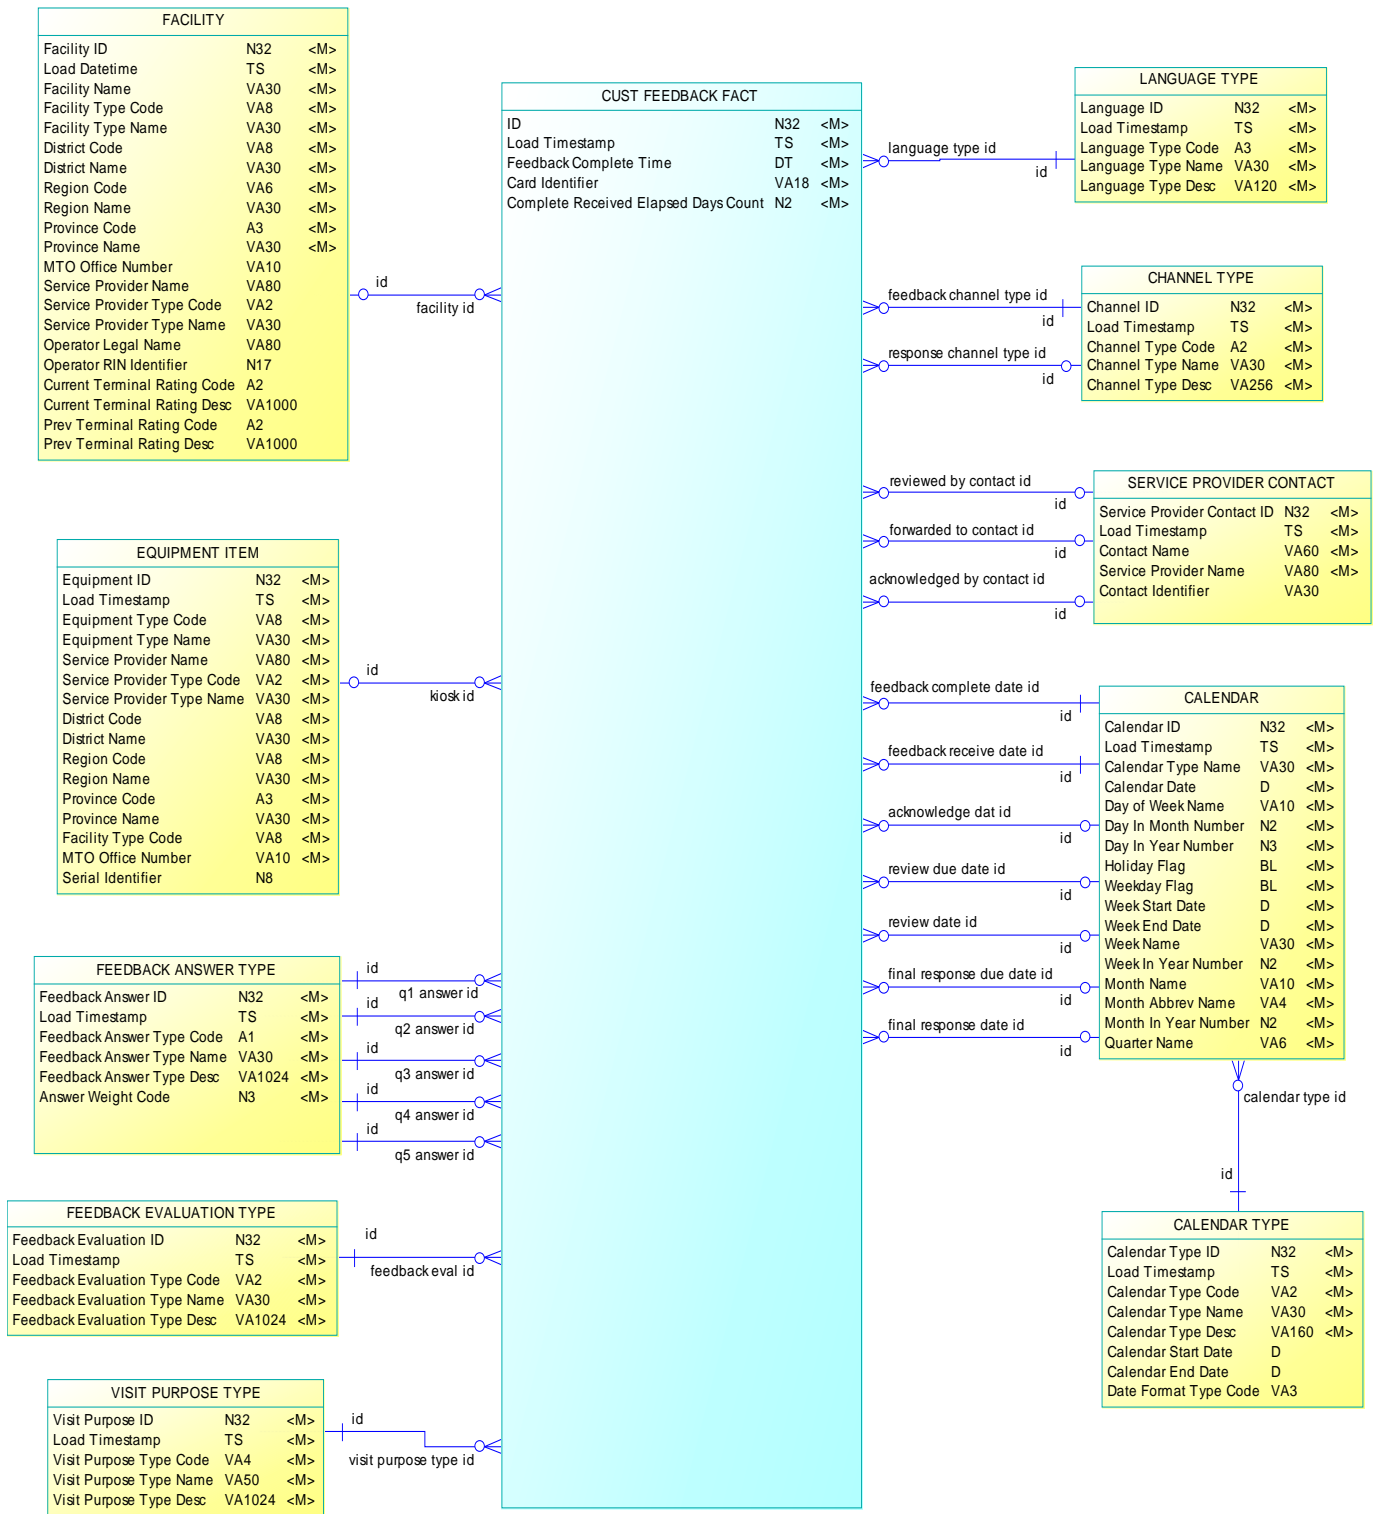 FACILITY
Facility ID N32 <M>
Load Datetime TS <M>
Facility Name VA30 <M>
Facility Type Code VA8 <M>
Facility Type Name VA30 <M>
District Code VA8 <M>
District Name VA30 <M>
Region Code VA6 <M>
Region Name VA30 <M>
Province Code A3 <M>
Province Name VA30 <M>
MTO Office Number VA10
Service Provider Name VA80
Service Provider Type Code VA2
Service Provider Type Name VA30
Operator Legal Name VA80
Operator RIN Identifier N17
Current Terminal Rating Code A2
Current Terminal Rating Desc VA1000
Prev Terminal Rating Code A2
Prev Terminal Rating Desc VA1000
id
facility id
EQUIPMENT ITEM
Equipment ID N32 <M>
Load Timestamp TS <M>
Equipment Type Code VA8 <M>
Equipment Type Name VA30 <M>
Service Provider Name VA80 <M>
Service Provider Type Code VA2 <M>
Service Provider Type Name VA30 <M>
District Code VA8 <M>
District Name VA30 <M>
Region Code VA8 <M>
Region Name VA30 <M>
Province Code A3 <M>
Province Name VA30 <M>
Facility Type Code VA8 <M>
MTO Office Number VA10 <M>
Serial Identifier N8
id
kiosk id
FEEDBACK ANSWER TYPE
Feedback Answer ID N32 <M>
Load Timestamp TS <M>
Feedback Answer Type Code A1 <M>
Feedback Answer Type Name VA30 <M>
Feedback Answer Type Desc VA1024 <M>
Answer Weight Code N3 <M>
id
q1 answer id
id
q2 answer id
id
q3 answer id
id
q4 answer id
id
q5 answer id
FEEDBACK EVALUATION TYPE
Feedback Evaluation ID N32 <M>
Load Timestamp TS <M>
Feedback Evaluation Type Code VA2 <M>
Feedback Evaluation Type Name VA30 <M>
Feedback Evaluation Type Desc VA1024 <M>
id
feedback eval id
VISIT PURPOSE TYPE
Visit Purpose ID N32 <M>
Load Timestamp TS <M>
Visit Purpose Type Code VA4 <M>
Visit Purpose Type Name VA50 <M>
Visit Purpose Type Desc VA1024 <M>
id
visit purpose type id
CUST FEEDBACK FACT
ID N32 <M>
Load Timestamp TS <M>
Feedback Complete Time DT <M>
Card Identifier VA18 <M>
Complete Received Elapsed Days Count N2 <M>
language type id
id
LANGUAGE TYPE
Language ID N32 <M>
Load Timestamp TS <M>
Language Type Code A3 <M>
Language Type Name VA30 <M>
Language Type Desc VA120 <M>
feedback channel type id
id
response channel type id
id
CHANNEL TYPE
Channel ID N32 <M>
Load Timestamp TS <M>
Channel Type Code A2 <M>
Channel Type Name VA30 <M>
Channel Type Desc VA256 <M>
reviewed by contact id
id
forwarded to contact id
id
acknowledged by contact id
id
SERVICE PROVIDER CONTACT
Service Provider Contact ID N32 <M>
Load Timestamp TS <M>
Contact Name VA60 <M>
Service Provider Name VA80 <M>
Contact Identifier VA30
feedback complete date id
id
feedback receive date id
id
acknowledge dat id
id
review due date id
id
review date id
id
final response due date id
id
final response date id
id
CALENDAR
Calendar ID N32 <M>
Load Timestamp TS <M>
Calendar Type Name VA30 <M>
Calendar Date D <M>
Day of Week Name VA10 <M>
Day In Month Number N2 <M>
Day In Year Number N3 <M>
Holiday Flag BL <M>
Weekday Flag BL <M>
Week Start Date D <M>
Week End Date D <M>
Week Name VA30 <M>
Week In Year Number N2 <M>
Month Name VA10 <M>
Month Abbrev Name VA4 <M>
Month In Year Number N2 <M>
Quarter Name VA6 <M>
calendar type id
id
CALENDAR TYPE
Calendar Type ID N32 <M>
Load Timestamp TS <M>
Calendar Type Code VA2 <M>
Calendar Type Name VA30 <M>
Calendar Type Desc VA160 <M>
Calendar Start Date D
Calendar End Date D
Date Format Type Code VA3